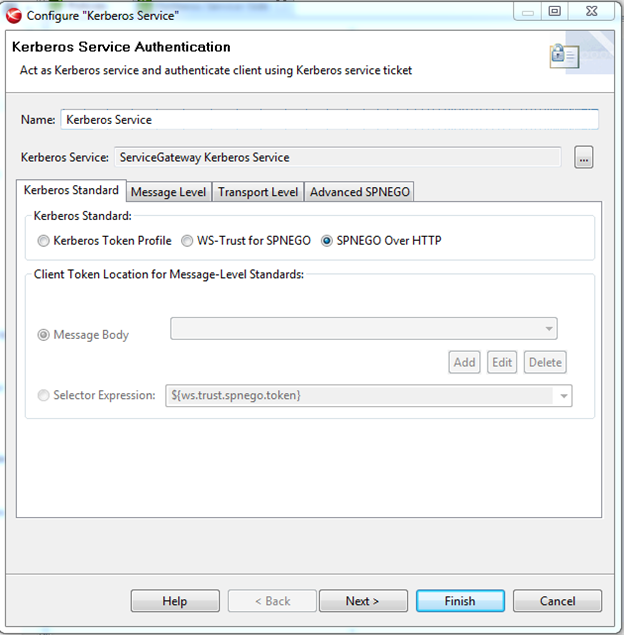 Configure "Kerberos Service"
Kerberos Service Authentication
Act as Kerberos service and authenticate client using Kerberos service ticket
Name: Kerberos Service
Kerberos Service: ServiceGateway Kerberos Service ...
Kerberos Standard Message Level Transport Level Advanced SPNEGO
Kerberos Standard:
Kerberos Token Profile WS-Trust for SPNEGO SPNEGO Over HTTP
Client Token Location for Message-Level Standards:
Message Body
Add Edit Delete
Selector Expression: ${ws.trust.spnego.token}
Help < Back Next > Finish Cancel